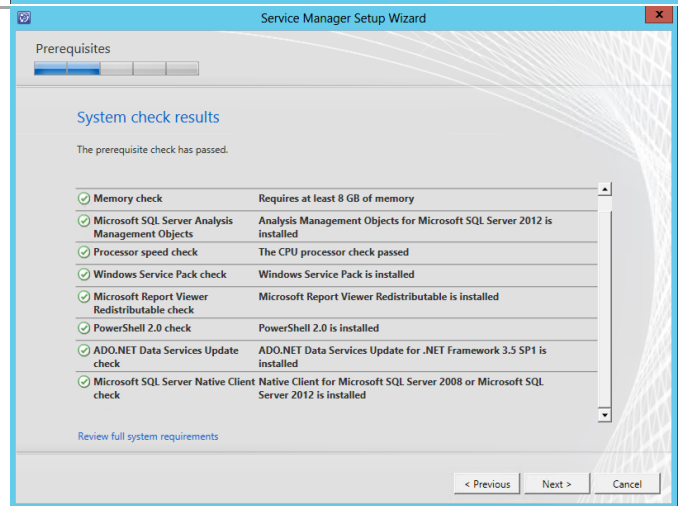 Service Manager Setup Wizard
x
Prerequisites
System check results
The prerequisite check has passed.
Memory check Requires at least 8 GB of memory
Microsoft SQL Server Analysis Analysis Management Objects for Microsoft SQL Server 2012 is
Management Objects installed
Processor speed check The CPU processor check passed
Windows Service Pack check Windows Service Pack is installed
Microsoft Report Viewer Microsoft Report Viewer Redistributable is installed
Redistributable check
PowerShell 2.0 check PowerShell 2.0 is installed
ADO.NET Data Services Update ADO.NET Data Services Update for .NET Framework 3.5 SP1 is
check installed
Microsoft SQL Server Native Client Native Client for Microsoft SQL Server 2008 or Microsoft SQL
check Server 2012 is installed
Review full system requirements
< Previous Next > Cancel